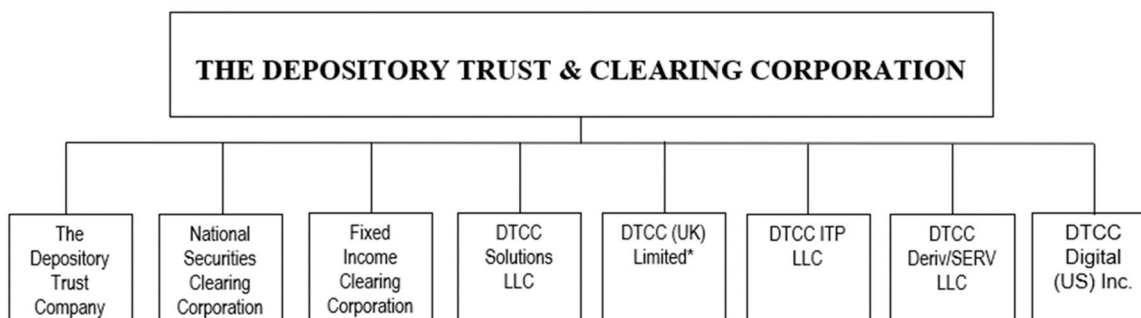 THE DEPOSITORY TRUST & CLEARING CORPORATION
The
Depository
Trust
Company
National
Securities
Clearing
Corporation
Fixed
Income
Clearing
Corporation
DTCC
Solutions
LLC
DTCC (UK)
Limited*
DTCC ITP
LLC
DTCC
Deriv/SERV
LLC
DTCC
Digital
(US) Inc.